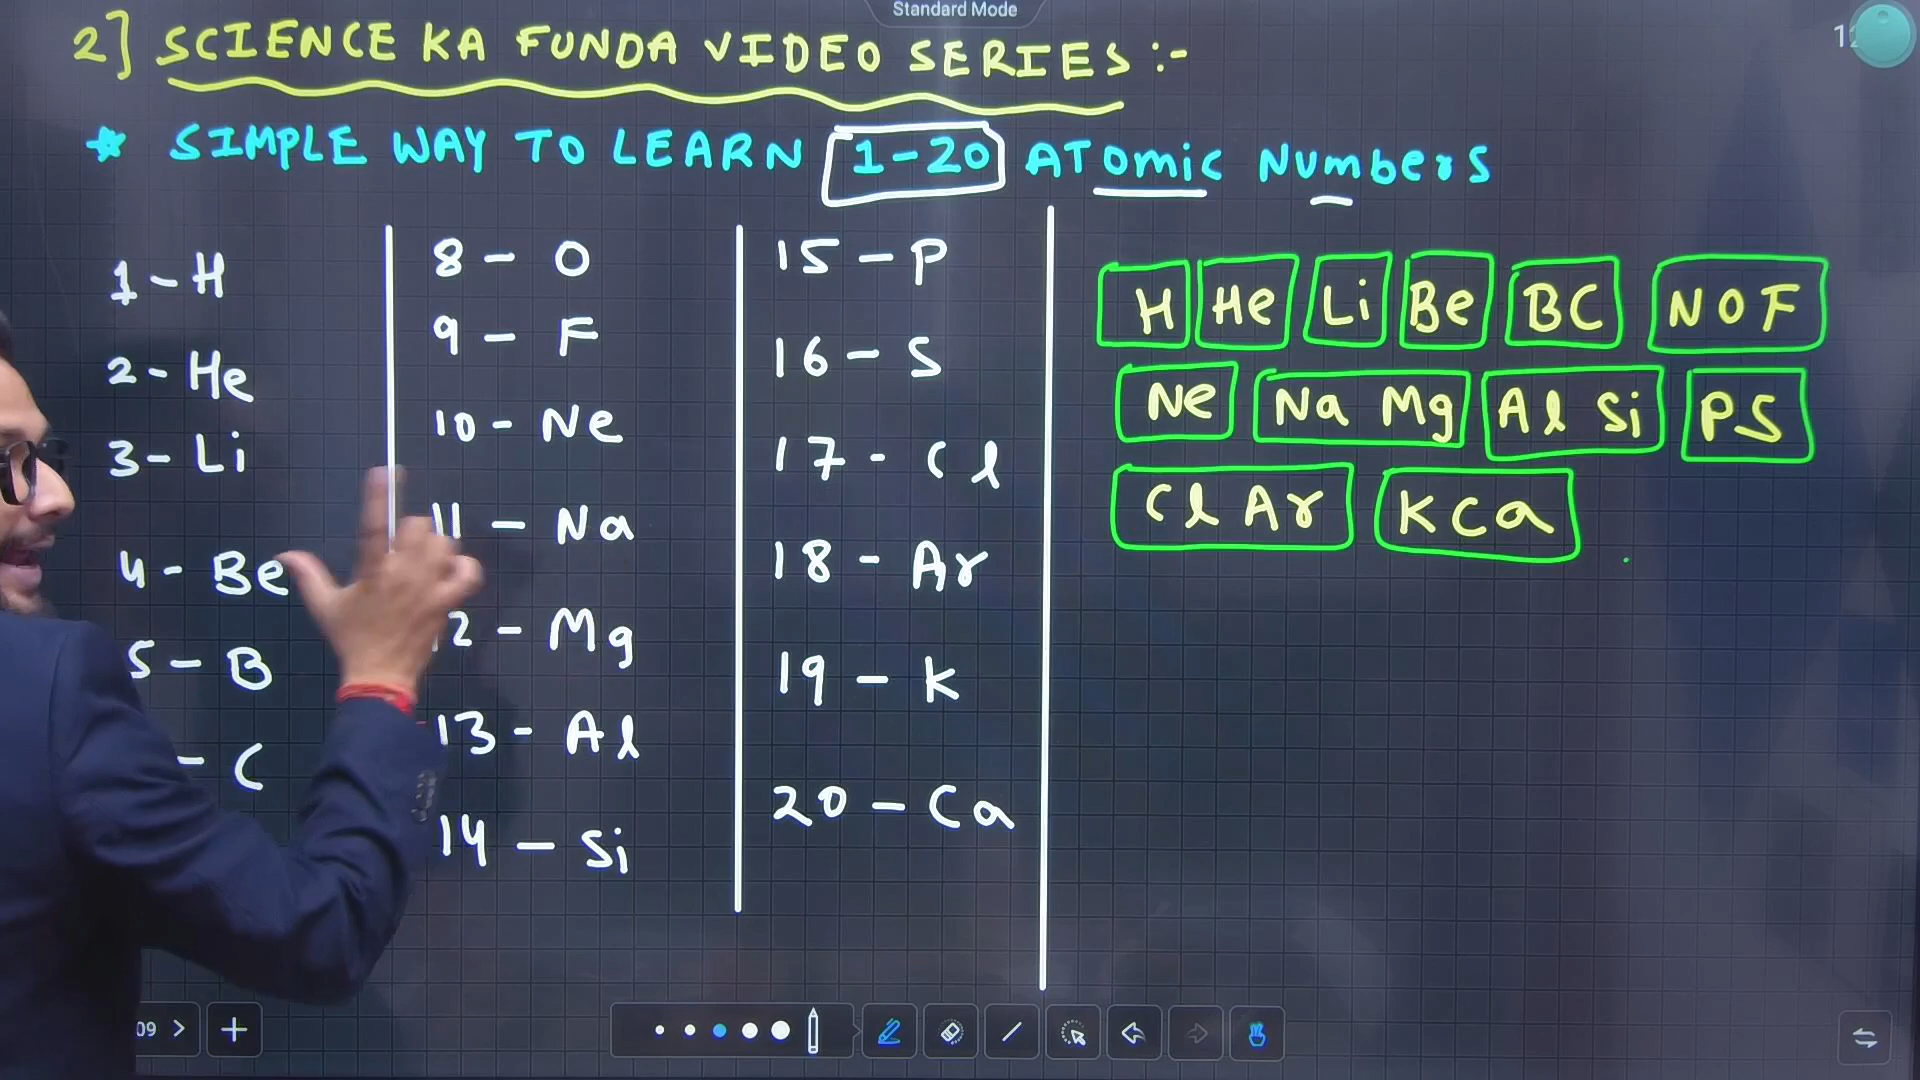 Standard Mode
2] SCIENCE KA FUNDA VIDEO SERIES :-
* SIMPLE WAY TO LEARN 1-20 ATOMIC NUMBERS
1 - H
2 - He
3 - Li
4 - Be
5 - B
- C
8 - O
9 - F
10 - Ne
11 - Na
12 - Mg
13 - Al
14 - Si
15 - P
16 - S
17 - Cl
18 - Ar
19 - K
20 - Ca
H He Li Be BC NOF
Ne Na Mg Al Si PS
Cl Ar K Ca
09 >